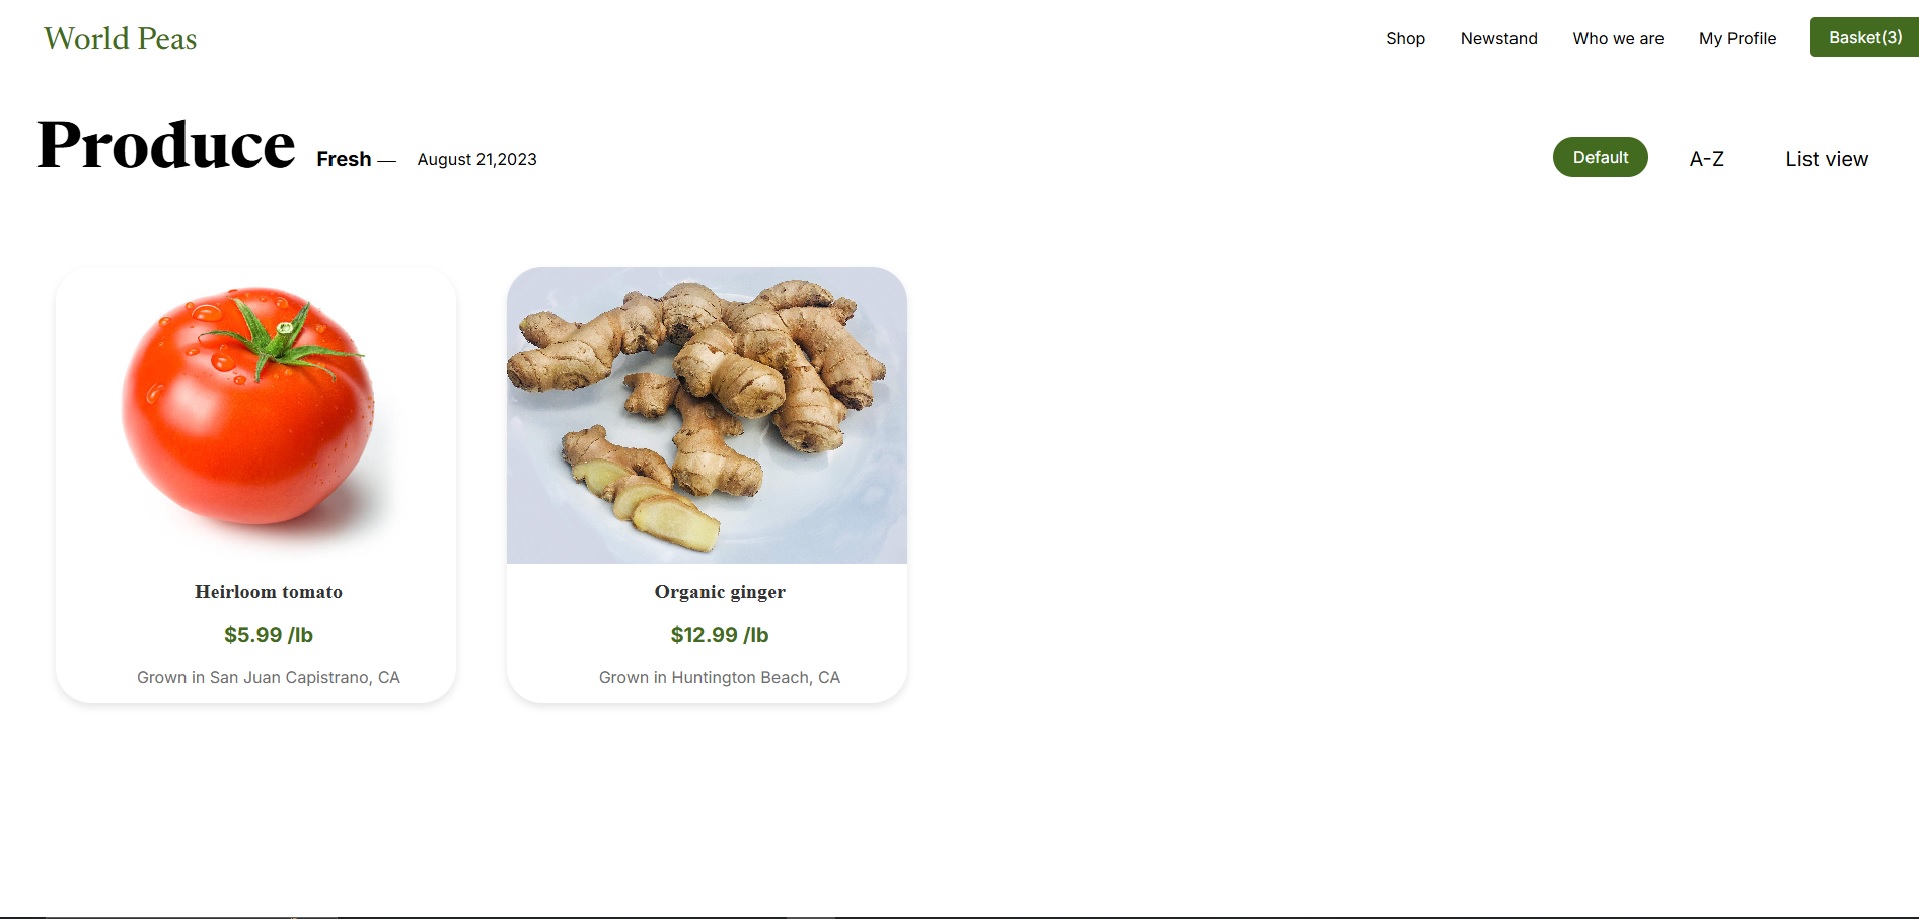 World Peas
Shop Newstand Who we are My Profile Basket(3)
Produce Fresh — August 21,2023
Default A-Z List view
Heirloom tomato
$5.99 /lb
Grown in San Juan Capistrano, CA
Organic ginger
$12.99 /lb
Grown in Huntington Beach, CA